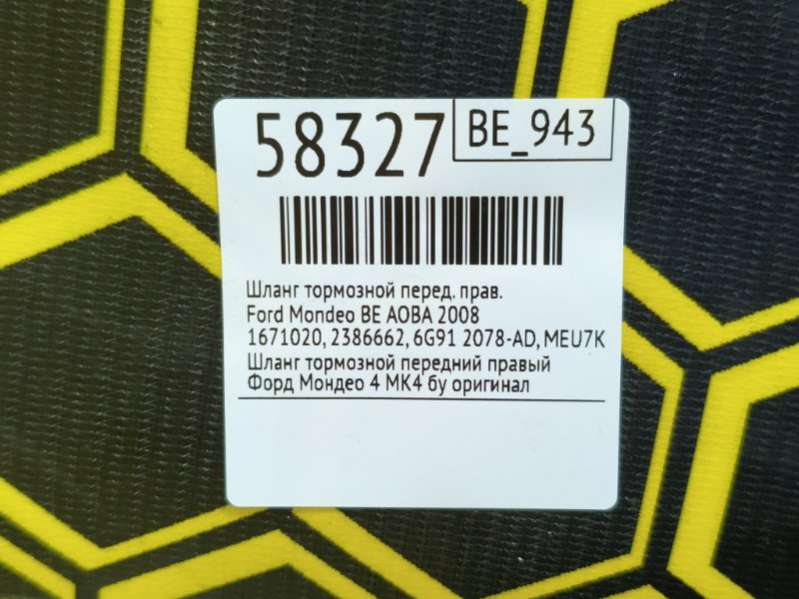 58327
BE_943
Шланг тормозной перед. прав.
Ford Mondeo BE AOBA 2008
1671020, 2386662, 6G91 2078-AD, MEU7K
Шланг тормозной передний правый
Форд Мондео 4 МК4 бу оригинал